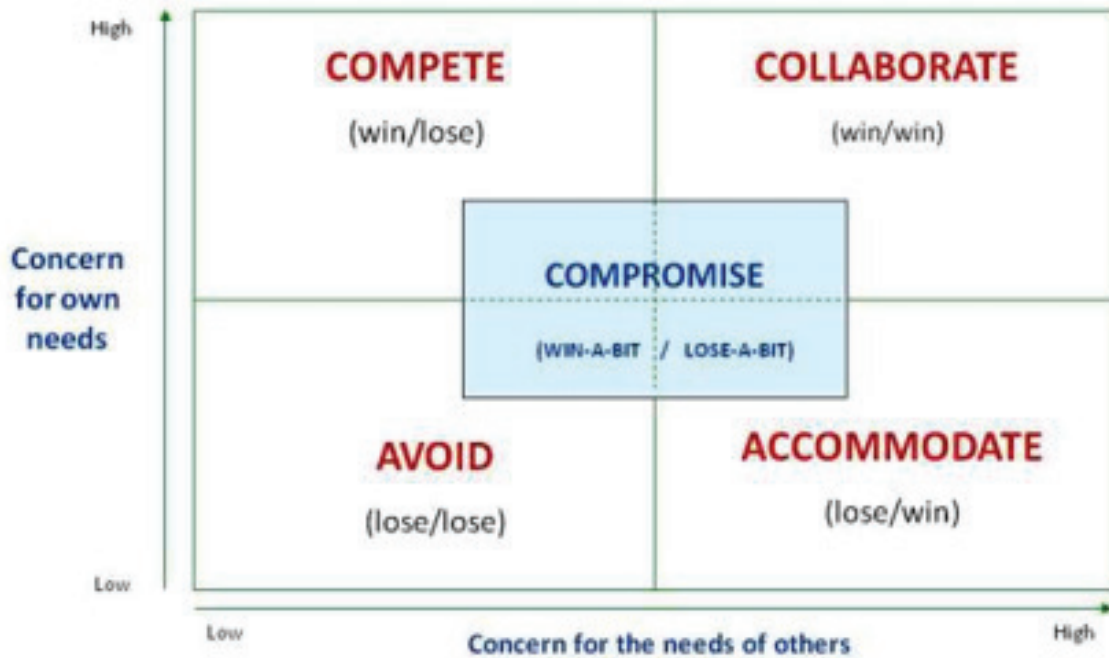 High
COMPETE
COLLABORATE
(win/lose)
(win/win)
Concern
for own
needs
COMPROMISE
(WIN-A-BIT / LOSE-A-BIT)
AVOID
ACCOMMODATE
(lose/lose)
(lose/win)
Low
Low
Concern for the needs of others
High